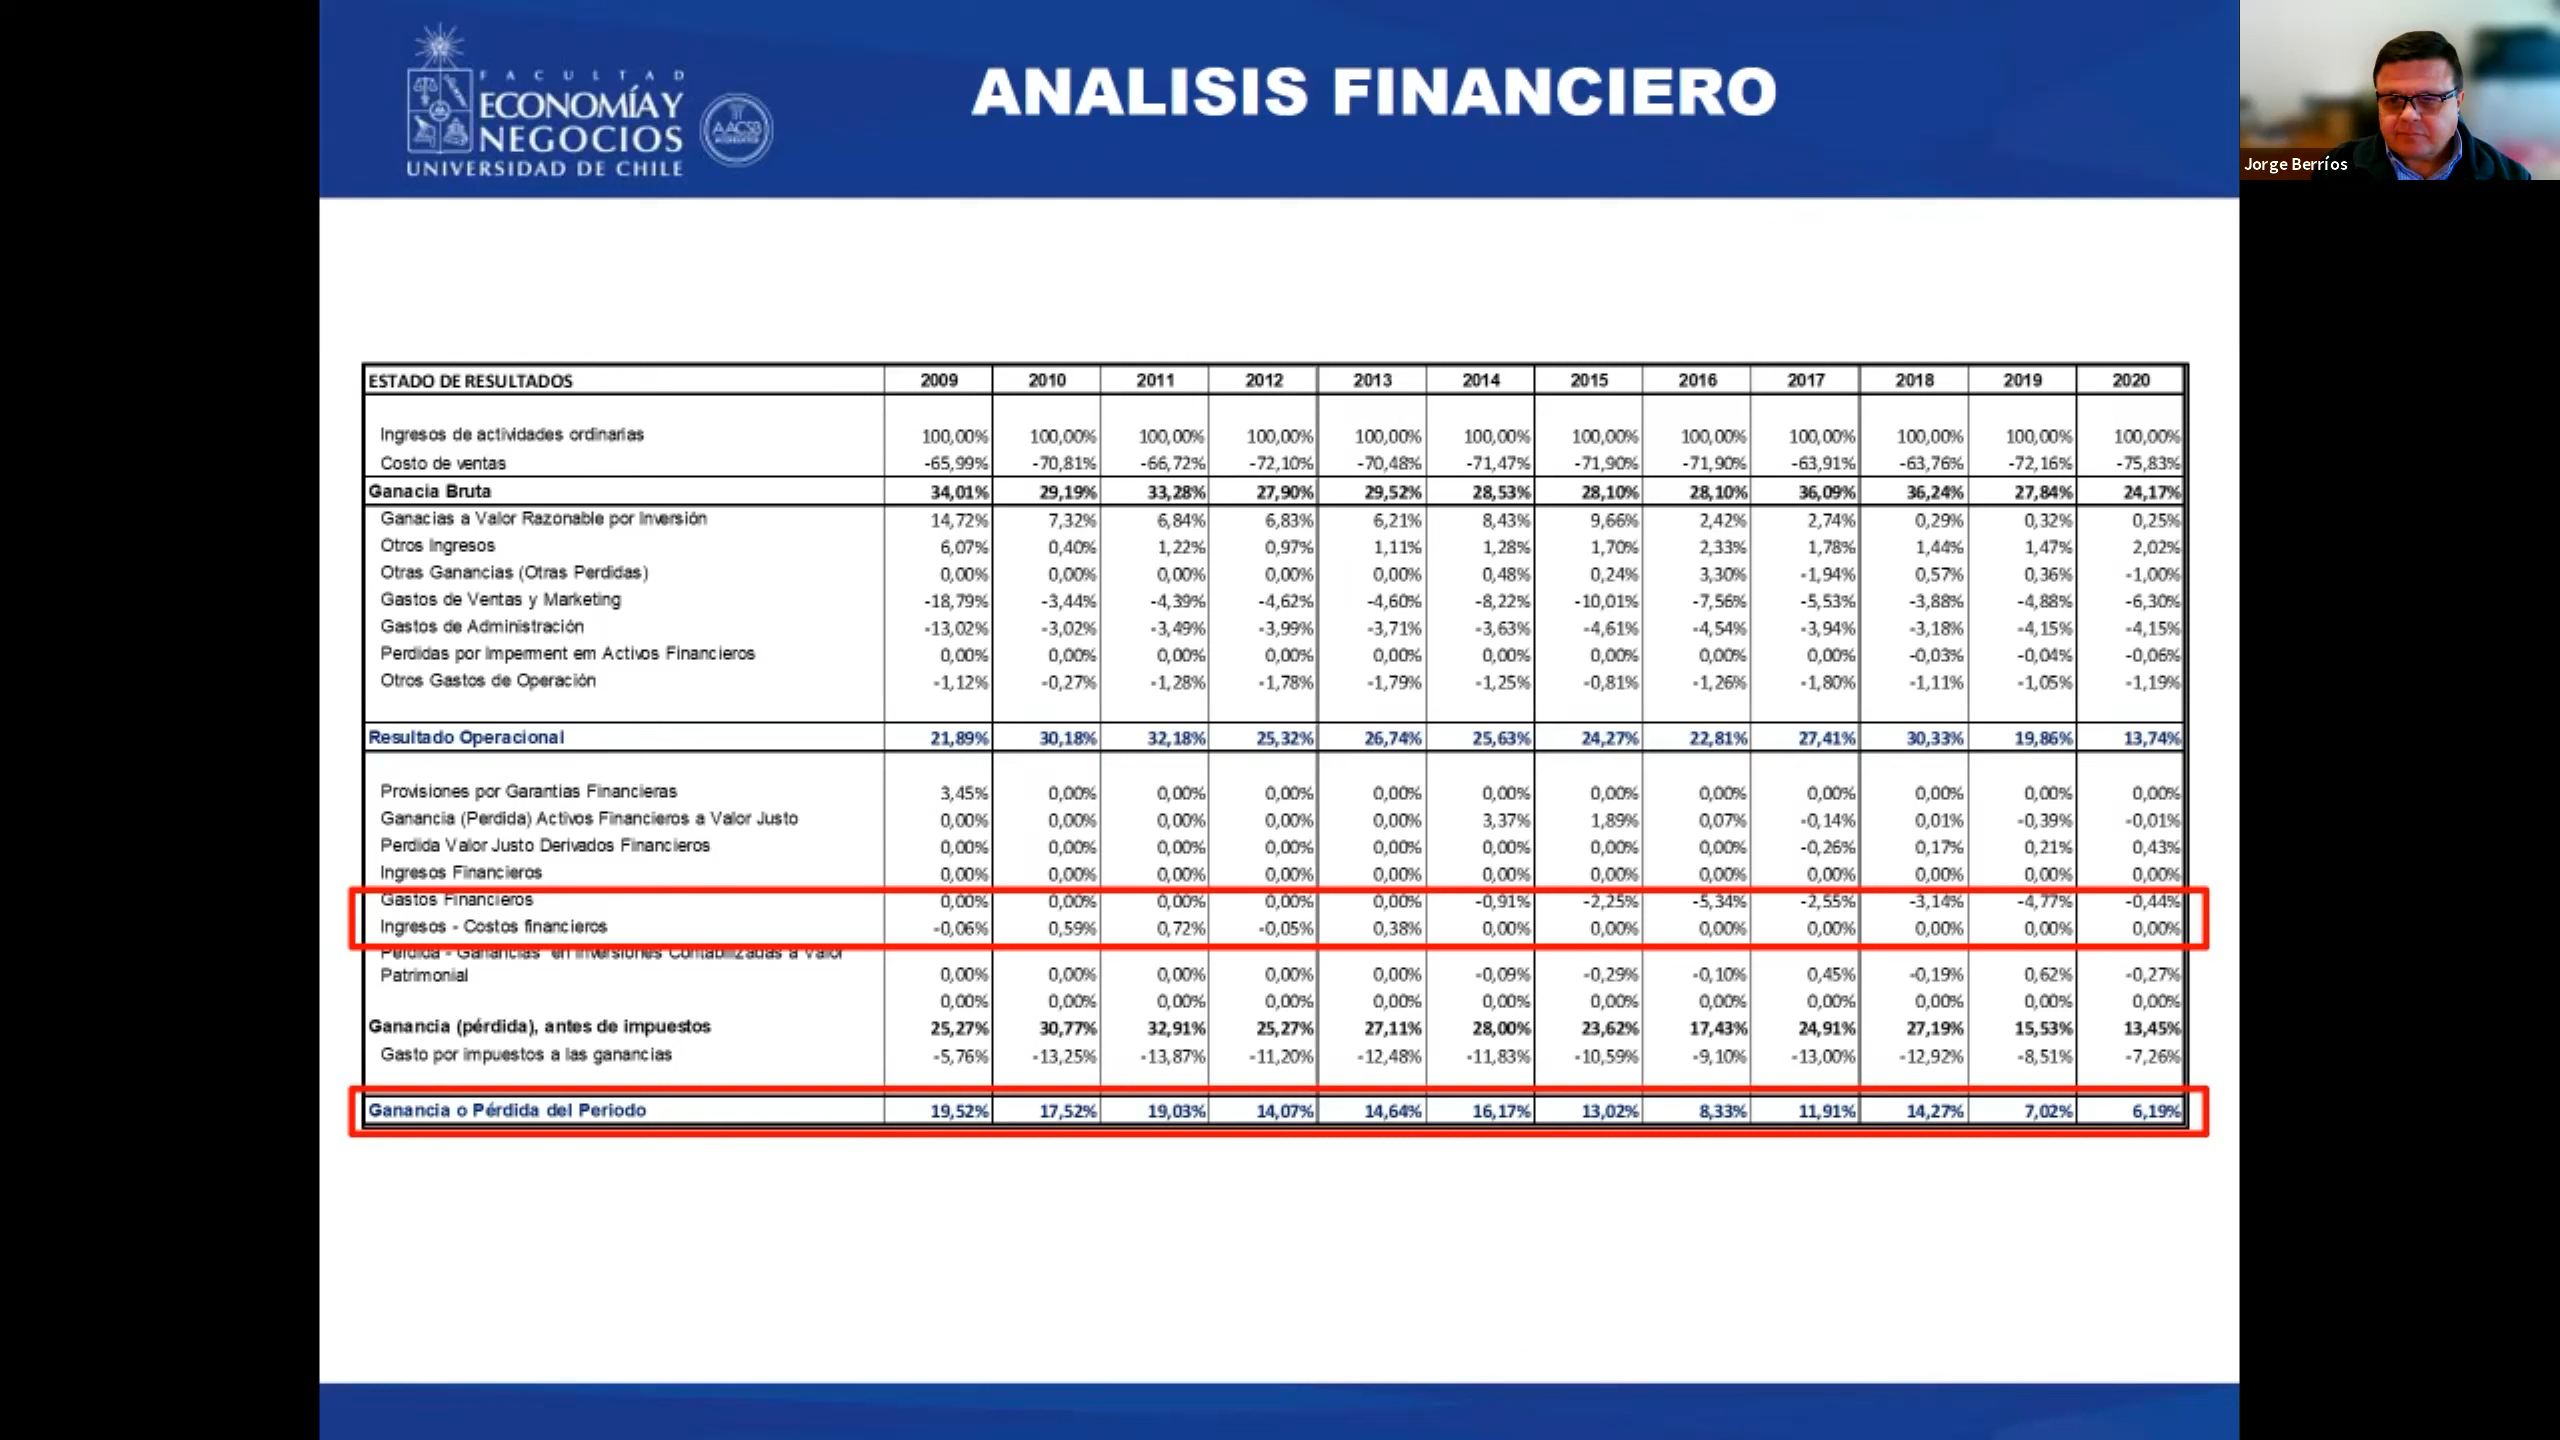 FACULTAD
ECONOMÍA Y
NEGOCIOS
UNIVERSIDAD DE CHILE
AACSB
ANALISIS FINANCIERO
Jorge Berríos
ESTADO DE RESULTADOS 2009 2010 2011 2012 2013 2014 2015 2016 2017 2018 2019 2020
Ingresos de actividades ordinarias 100,00% 100,00% 100,00% 100,00% 100,00% 100,00% 100,00% 100,00% 100,00% 100,00% 100,00% 100,00%
Costo de ventas -65,99% -70,81% -66,72% -72,10% -70,48% -71,47% -71,90% -71,90% -63,91% -63,76% -72,16% -75,83%
Ganacia Bruta 34,01% 29,19% 33,28% 27,90% 29,52% 28,53% 28,10% 28,10% 36,09% 36,24% 27,84% 24,17%
Ganacias a Valor Razonable por Inversión 14,72% 7,32% 6,84% 6,83% 6,21% 8,43% 9,66% 2,42% 2,74% 0,29% 0,32% 0,25%
Otros Ingresos 6,07% 0,40% 1,22% 0,97% 1,11% 1,28% 1,70% 2,33% 1,78% 1,44% 1,47% 2,02%
Otras Ganancias (Otras Perdidas) 0,00% 0,00% 0,00% 0,00% 0,00% 0,48% 0,24% 3,30% -1,94% 0,57% 0,36% -1,00%
Gastos de Ventas y Marketing -18,79% -3,44% -4,39% -4,62% -4,60% -8,22% -10,01% -7,56% -5,53% -3,88% -4,88% -6,30%
Gastos de Administración -13,02% -3,02% -3,49% -3,99% -3,71% -3,63% -4,61% -4,54% -3,94% -3,18% -4,15% -4,15%
Perdidas por Imperment em Activos Financieros 0,00% 0,00% 0,00% 0,00% 0,00% 0,00% 0,00% 0,00% 0,00% -0,03% -0,04% -0,06%
Otros Gastos de Operación -1,12% -0,27% -1,28% -1,78% -1,79% -1,25% -0,81% -1,26% -1,80% -1,11% -1,05% -1,19%
Resultado Operacional 21,89% 30,18% 32,18% 25,32% 26,74% 25,63% 24,27% 22,81% 27,41% 30,33% 19,86% 13,74%
Provisiones por Garantias Financieras 3,45% 0,00% 0,00% 0,00% 0,00% 0,00% 0,00% 0,00% 0,00% 0,00% 0,00% 0,00%
Ganancia (Perdida) Activos Financieros a Valor Justo 0,00% 0,00% 0,00% 0,00% 0,00% 3,37% 1,89% 0,07% -0,14% 0,01% -0,39% -0,01%
Perdida Valor Justo Derivados Financieros 0,00% 0,00% 0,00% 0,00% 0,00% 0,00% 0,00% 0,00% -0,26% 0,17% 0,21% 0,43%
Ingresos Financieros 0,00% 0,00% 0,00% 0,00% 0,00% 0,00% 0,00% 0,00% 0,00% 0,00% 0,00% 0,00%
Gastos Financieros 0,00% 0,00% 0,00% 0,00% 0,00% -0,91% -2,25% -5,34% -2,55% -3,14% -4,77% -0,44%
Ingresos - Costos financieros -0,06% 0,59% 0,72% -0,05% 0,38% 0,00% 0,00% 0,00% 0,00% 0,00% 0,00% 0,00%
Perdida - Ganancias en Inversiones Contabilizadas a Valor
Patrimonial 0,00% 0,00% 0,00% 0,00% 0,00% -0,09% -0,29% -0,10% 0,45% -0,19% 0,62% -0,27%
0,00% 0,00% 0,00% 0,00% 0,00% 0,00% 0,00% 0,00% 0,00% 0,00% 0,00% 0,00%
Ganancia (pérdida), antes de impuestos 25,27% 30,77% 32,91% 25,27% 27,11% 28,00% 23,62% 17,43% 24,91% 27,19% 15,53% 13,45%
Gasto por impuestos a las ganancias -5,76% -13,25% -13,87% -11,20% -12,48% -11,83% -10,59% -9,10% -13,00% -12,92% -8,51% -7,26%
Ganancia o Pérdida del Periodo 19,52% 17,52% 19,03% 14,07% 14,64% 16,17% 13,02% 8,33% 11,91% 14,27% 7,02% 6,19%